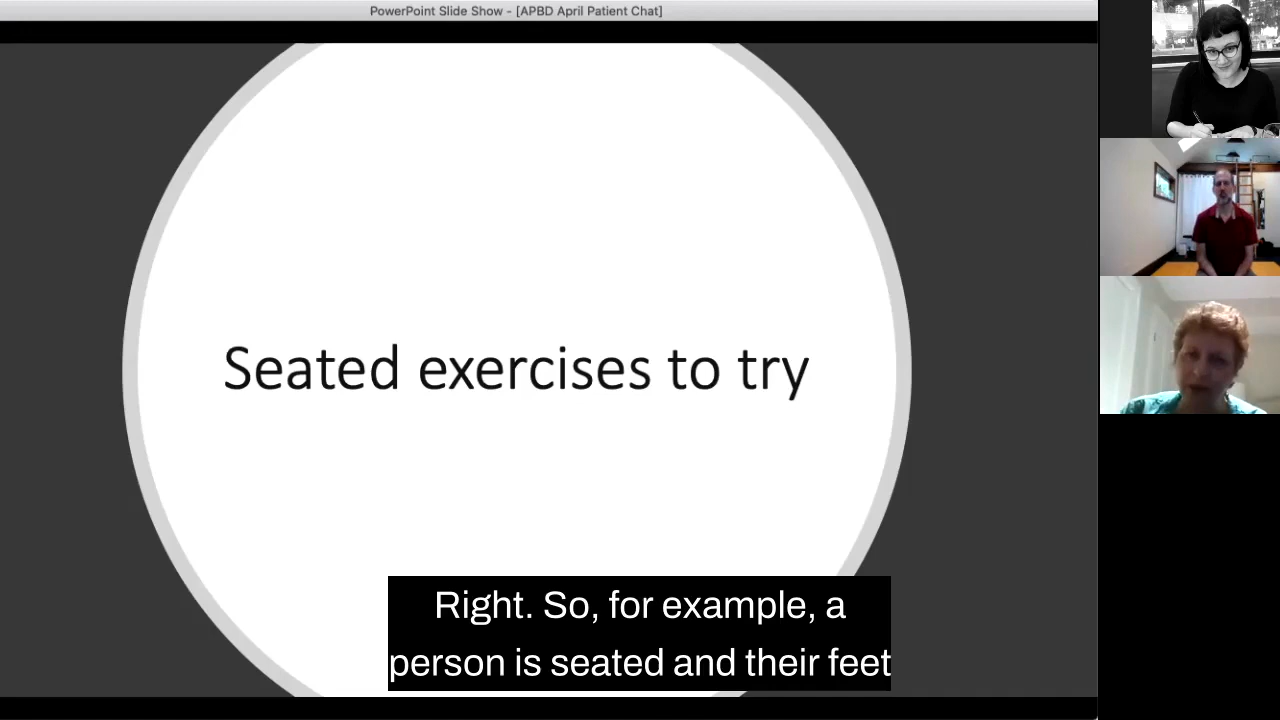 PowerPoint Slide Show - [APBD April Patient Chat]
Seated exercises to try
Right. So, for example, a
person is seated and their feet